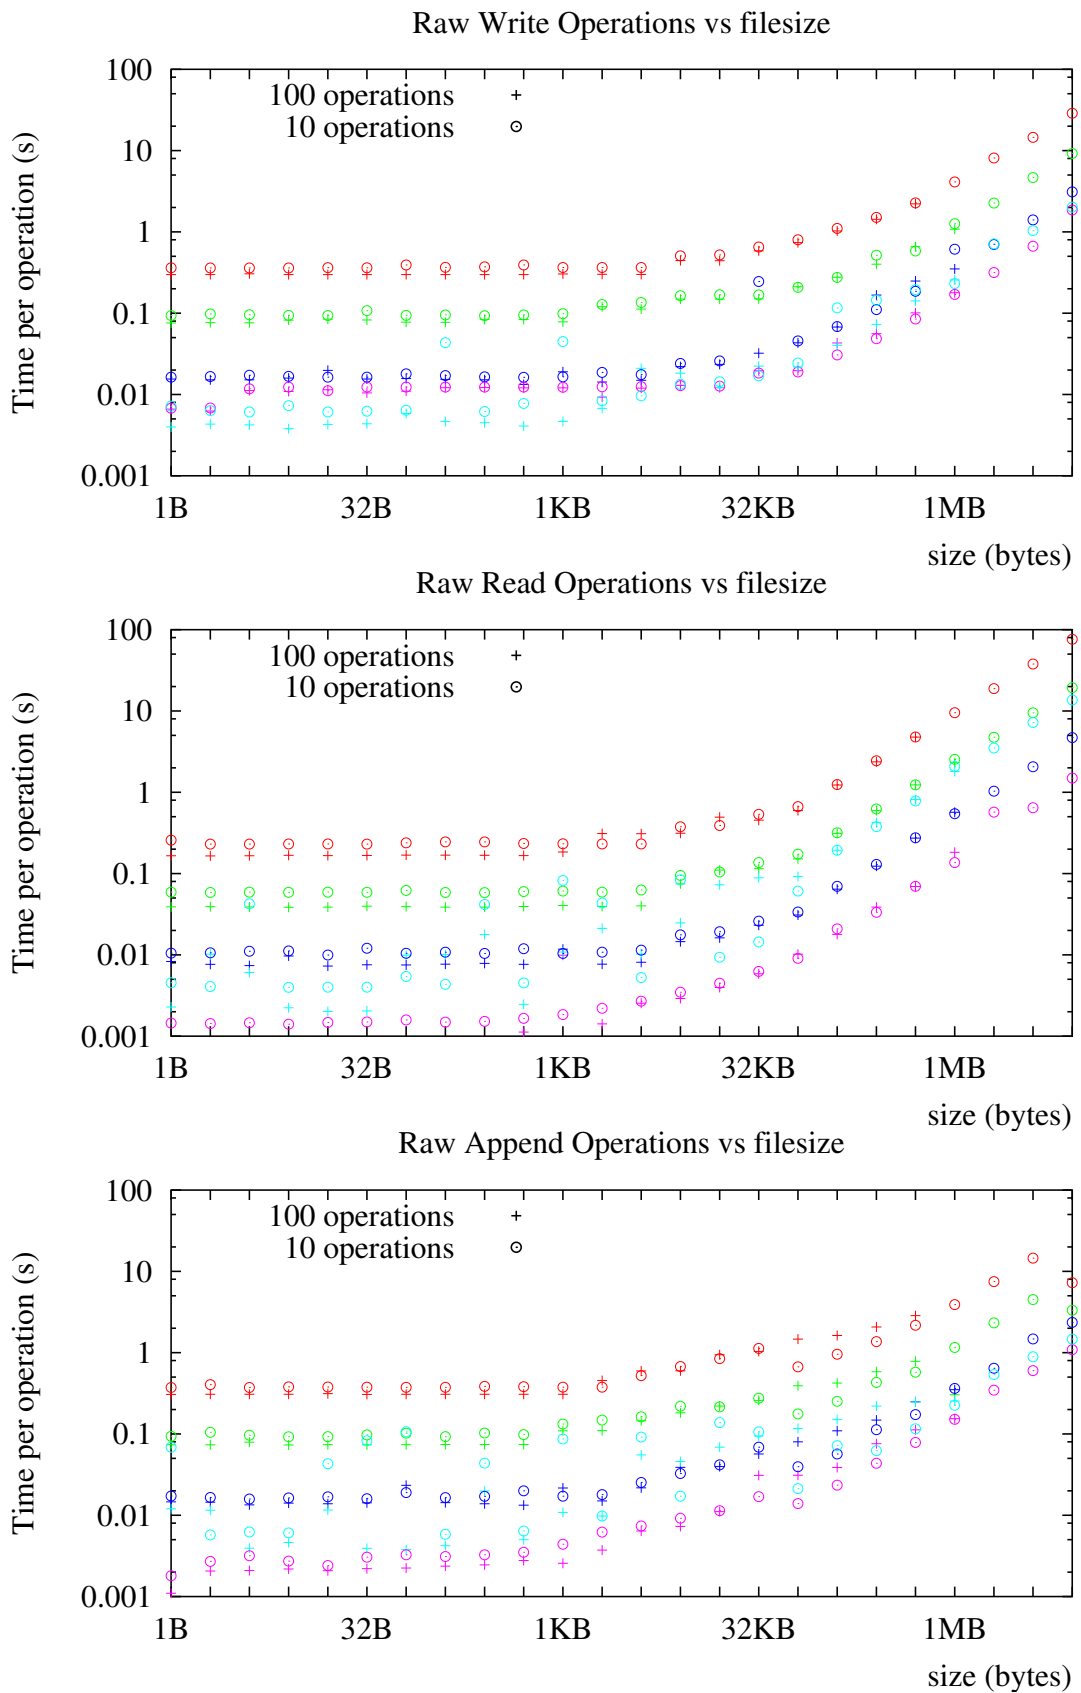 Raw Write Operations vs filesize
Time per operation (s)
100
10
1
0.1
0.01
0.001
100 operations
10 operations
1B 32B 1KB 32KB 1MB
size (bytes)
Raw Read Operations vs filesize
Time per operation (s)
100
10
1
0.1
0.01
0.001
100 operations
10 operations
1B 32B 1KB 32KB 1MB
size (bytes)
Raw Append Operations vs filesize
Time per operation (s)
100
10
1
0.1
0.01
0.001
100 operations
10 operations
1B 32B 1KB 32KB 1MB
size (bytes)